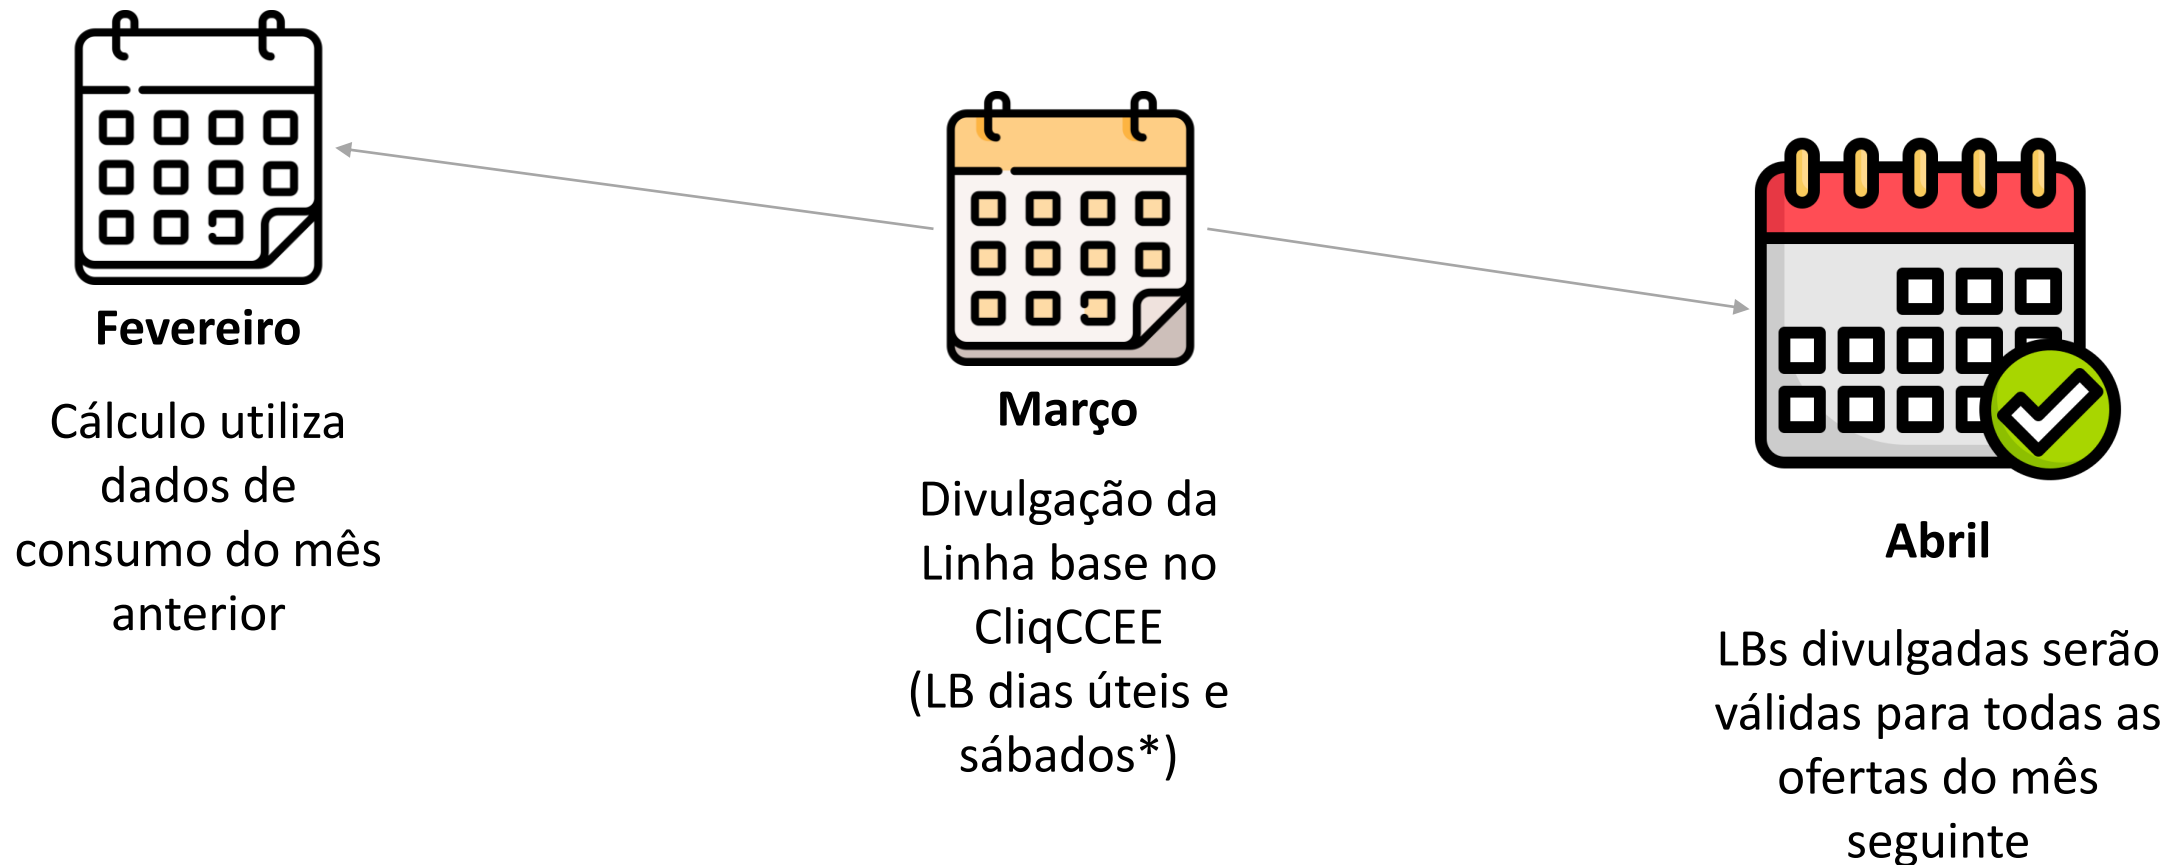 Fevereiro
Cálculo utiliza
dados de
consumo do mês
anterior
Março
Divulgação da
Linha base no
CliqCCEE
(LB dias úteis e
sábados*)
Abril
LBs divulgadas serão
válidas para todas as
ofertas do mês
seguinte